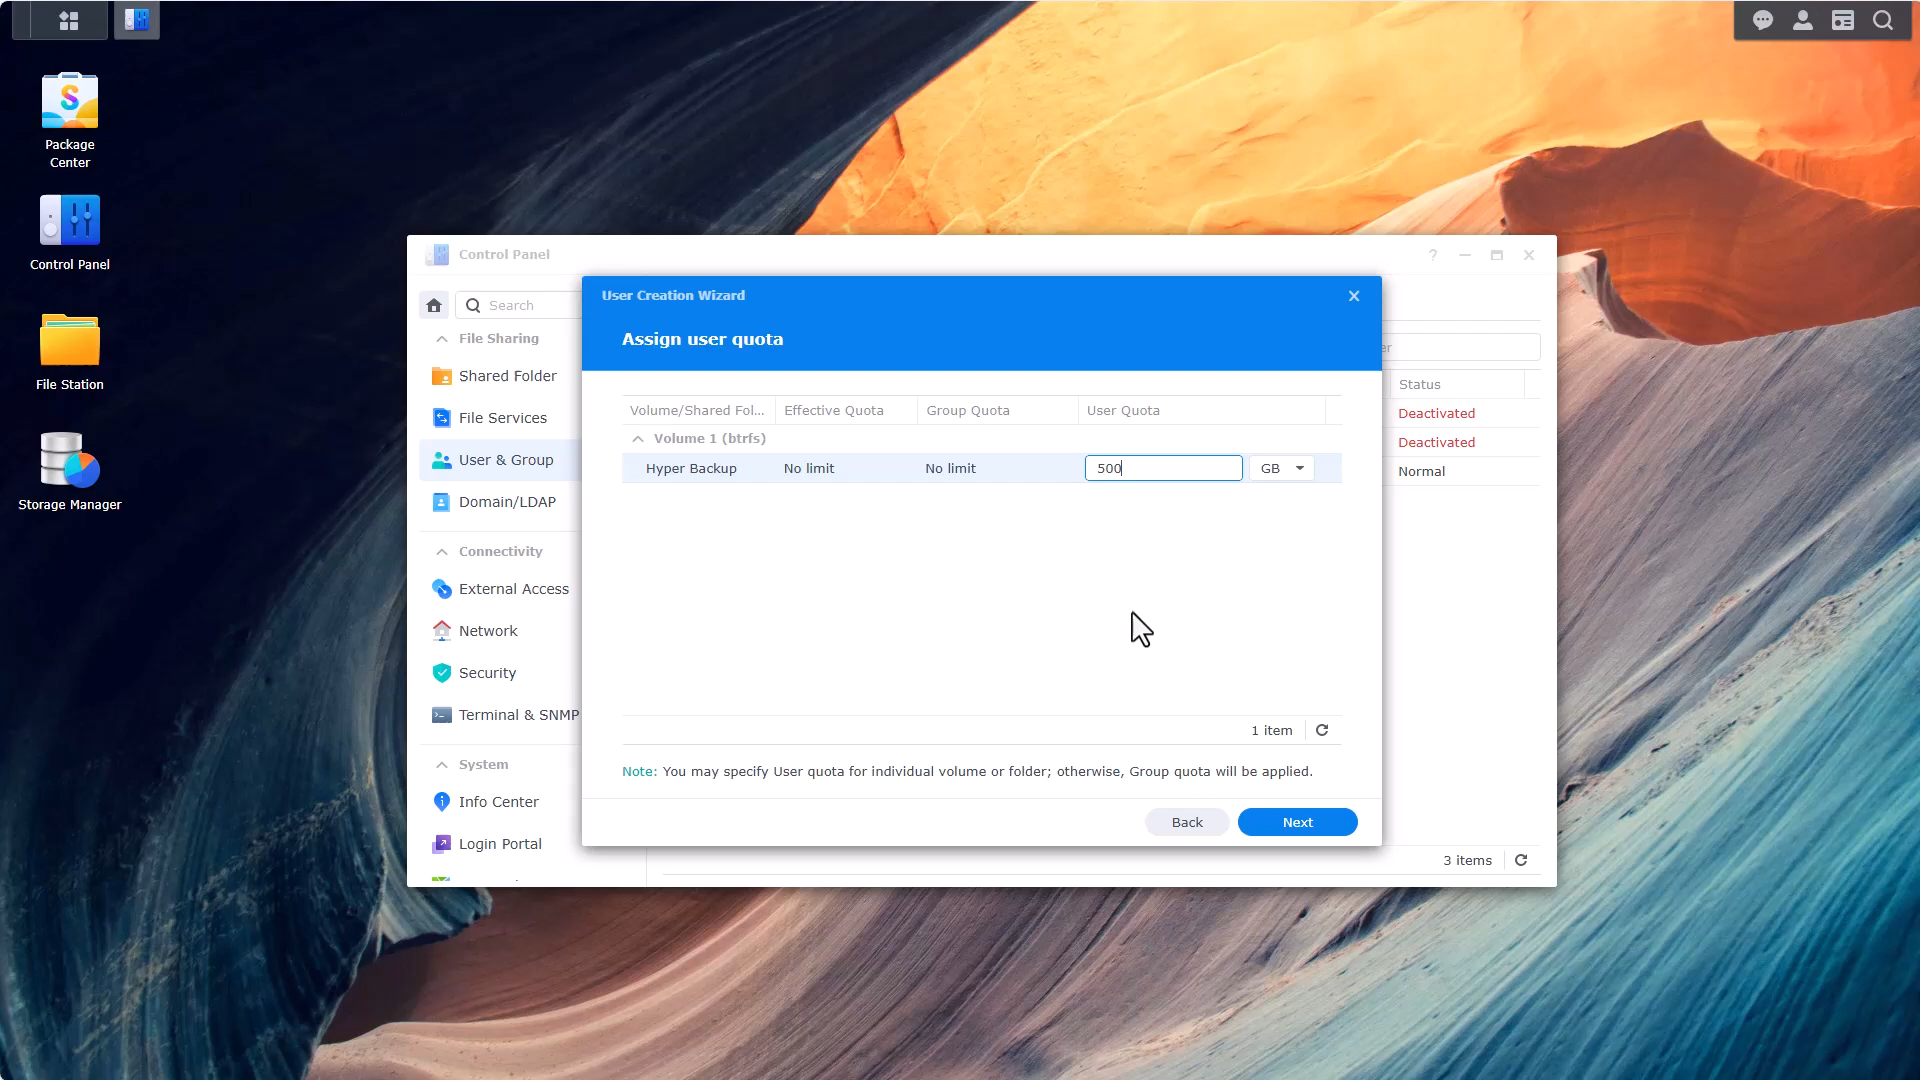 Package
Center
Control Panel
File Station
Storage Manager
Control Panel
Search
File Sharing
Shared Folder
File Services
User & Group
Domain/LDAP
Connectivity
External Access
Network
Security
Terminal & SNMP
System
Info Center
Login Portal
User Creation Wizard
Assign user quota
Volume/Shared Fol... Effective Quota Group Quota User Quota
Volume 1 (btrfs)
Hyper Backup No limit No limit 500 GB
1 item
Note: You may specify User quota for individual volume or folder; otherwise, Group quota will be applied.
Back Next
Status
Deactivated
Deactivated
Normal
3 items